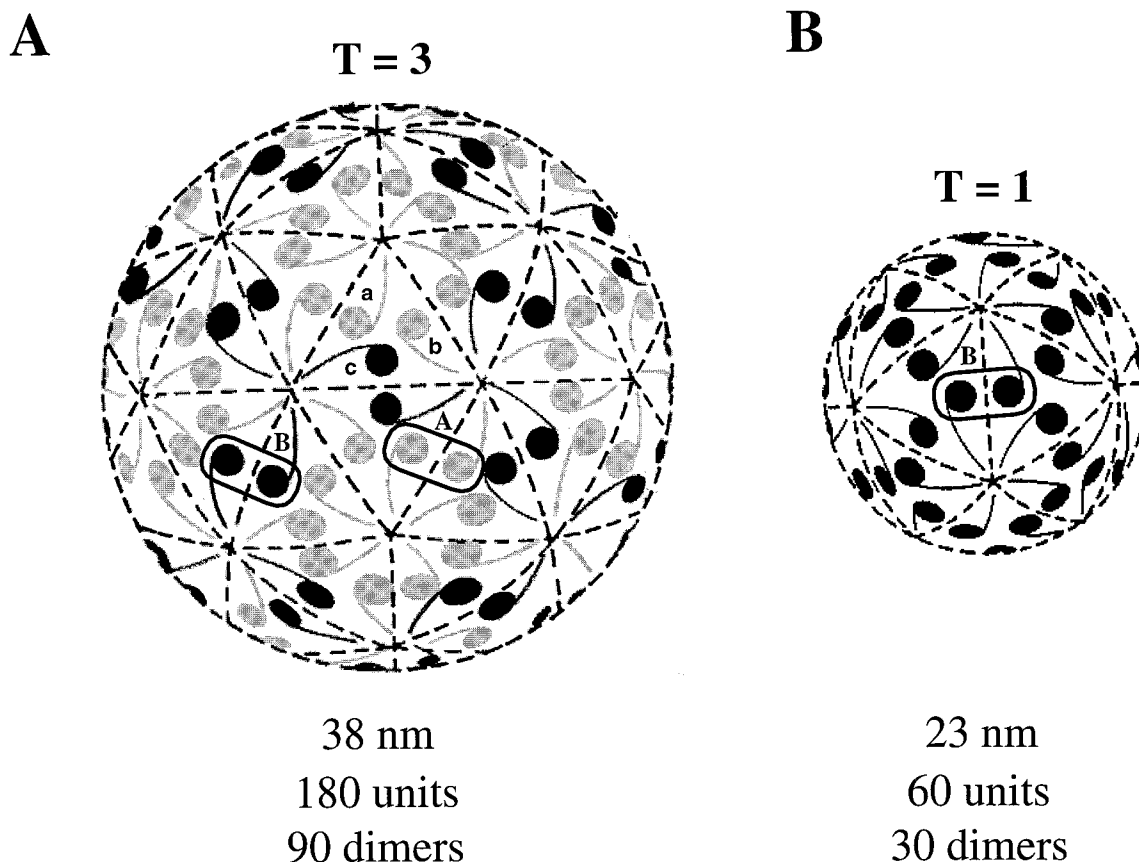 A
T = 3
a
b
c
A
B
38 nm
180 units
90 dimers
B
T = 1
B
23 nm
60 units
30 dimers